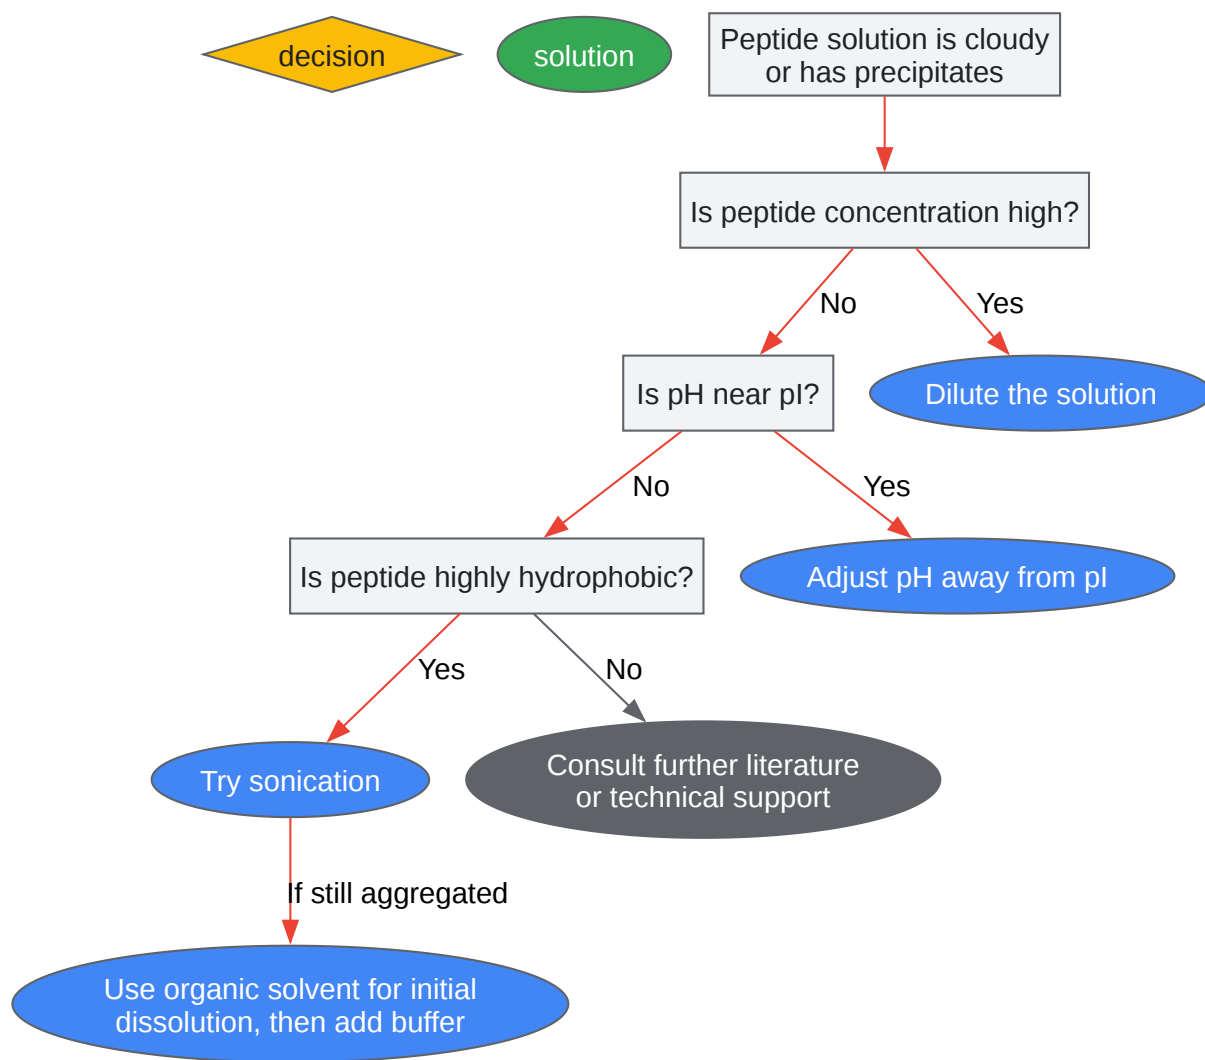 decision
solution
Peptide solution is cloudy
or has precipitates
Is peptide concentration high?
No
Yes
Is pH near pI?
Dilute the solution
No
Yes
Is peptide highly hydrophobic?
Adjust pH away from pI
Yes
No
Try sonication
Consult further literature
or technical support
If still aggregated
Use organic solvent for initial
dissolution, then add buffer